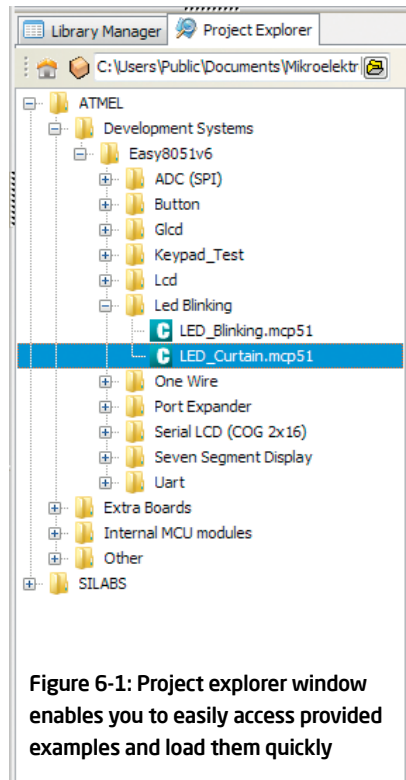 Library Manager Project Explorer
C:\Users\Public\Documents\Mikroelektr
ATMEL
Development Systems
Easy8051v6
ADC (SPI)
Button
Glcd
Keypad_Test
Lcd
Led Blinking
LED_Blinking.mcp51
LED_Curtain.mcp51
One Wire
Port Expander
Serial LCD (COG 2x16)
Seven Segment Display
Uart
Extra Boards
Internal MCU modules
Other
SILABS
Figure 6-1: Project explorer window
enables you to easily access provided
examples and load them quickly